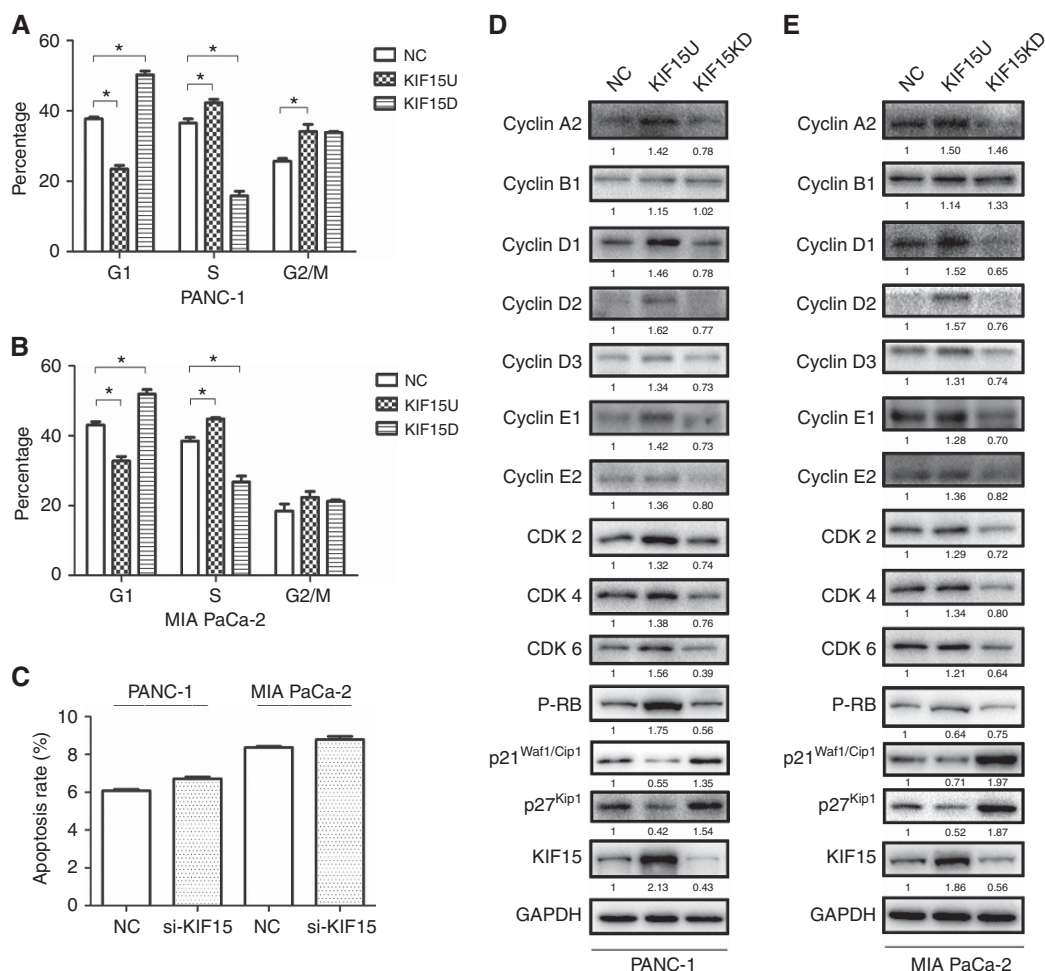 A
60
40
20
0
Percentage
* * * * *
NC
KIF15U
KIF15D
G1 S G2/M
PANC-1
B
60
40
20
0
Percentage
* * * *
NC
KIF15U
KIF15D
G1 S G2/M
MIA PaCa-2
C
PANC-1 MIA PaCa-2
10
8
6
4
2
0
Apoptosis rate (%)
NC si-KIF15 NC si-KIF15
D
NC KIF15U KIF15KD
Cyclin A2
1 1.42 0.78
Cyclin B1
1 1.15 1.02
Cyclin D1
1 1.46 0.78
Cyclin D2
1 1.62 0.77
Cyclin D3
1 1.34 0.73
Cyclin E1
1 1.42 0.73
Cyclin E2
1 1.36 0.80
CDK 2
1 1.32 0.74
CDK 4
1 1.38 0.76
CDK 6
1 1.56 0.39
P-RB
1 1.75 0.56
p21Waf1/Cip1
1 0.55 1.35
p27Kip1
1 0.42 1.54
KIF15
1 2.13 0.43
GAPDH
PANC-1
E
NC KIF15U KIF15KD
Cyclin A2
1 1.50 1.46
Cyclin B1
1 1.14 1.33
Cyclin D1
1 1.52 0.65
Cyclin D2
1 1.57 0.76
Cyclin D3
1 1.31 0.74
Cyclin E1
1 1.28 0.70
Cyclin E2
1 1.36 0.82
CDK 2
1 1.29 0.72
CDK 4
1 1.34 0.80
CDK 6
1 1.21 0.64
P-RB
1 0.64 0.75
p21Waf1/Cip1
1 0.71 1.97
p27Kip1
1 0.52 1.87
KIF15
1 1.86 0.56
GAPDH
MIA PaCa-2